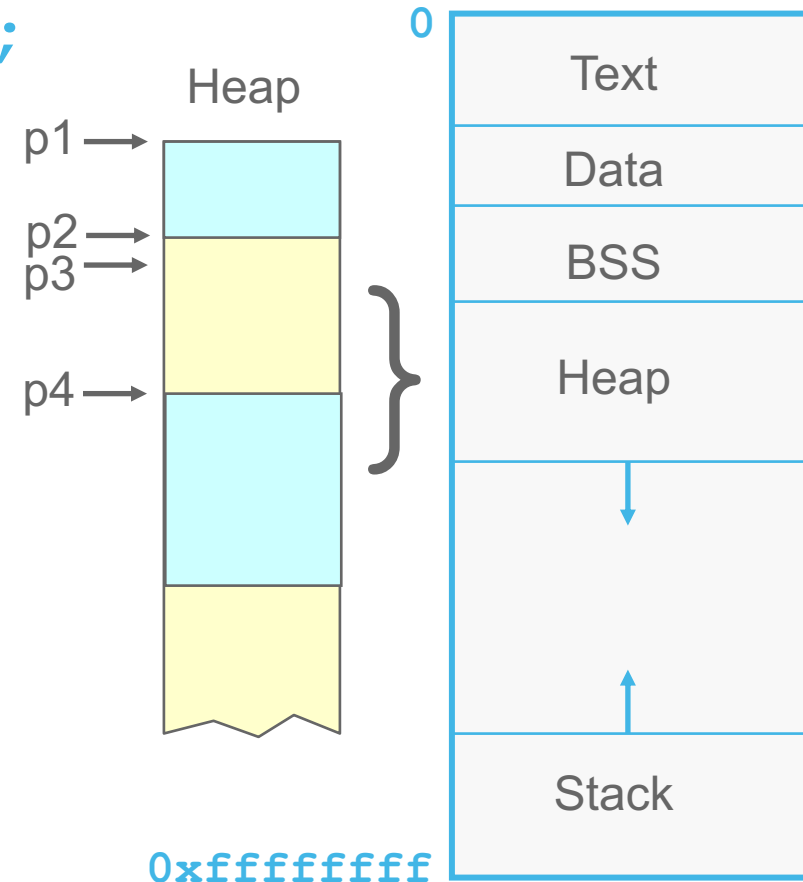 ;
0
Heap
p1
p2
p3
p4
Text
Data
BSS
Heap
Stack
0xffffffff